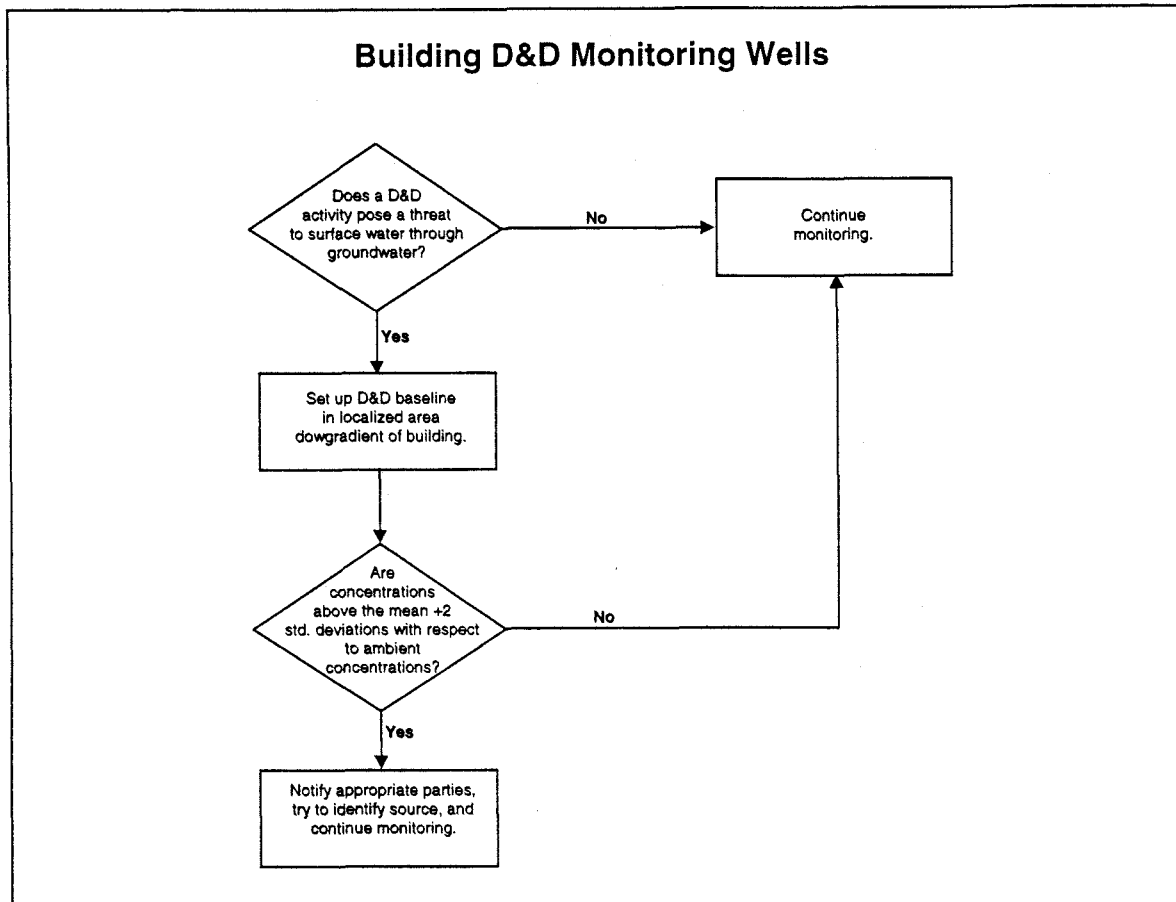 Building D&D Monitoring Wells
Does a D&D
activity pose a threat
to surface water through
groundwater?
No
Continue
monitoring.
Yes
Set up D&D baseline
in localized area
dowgradient of building.
Are
concentrations
above the mean +2
std. deviations with respect
to ambient
concentrations?
No
Yes
Notify appropriate parties,
try to identify source, and
continue monitoring.